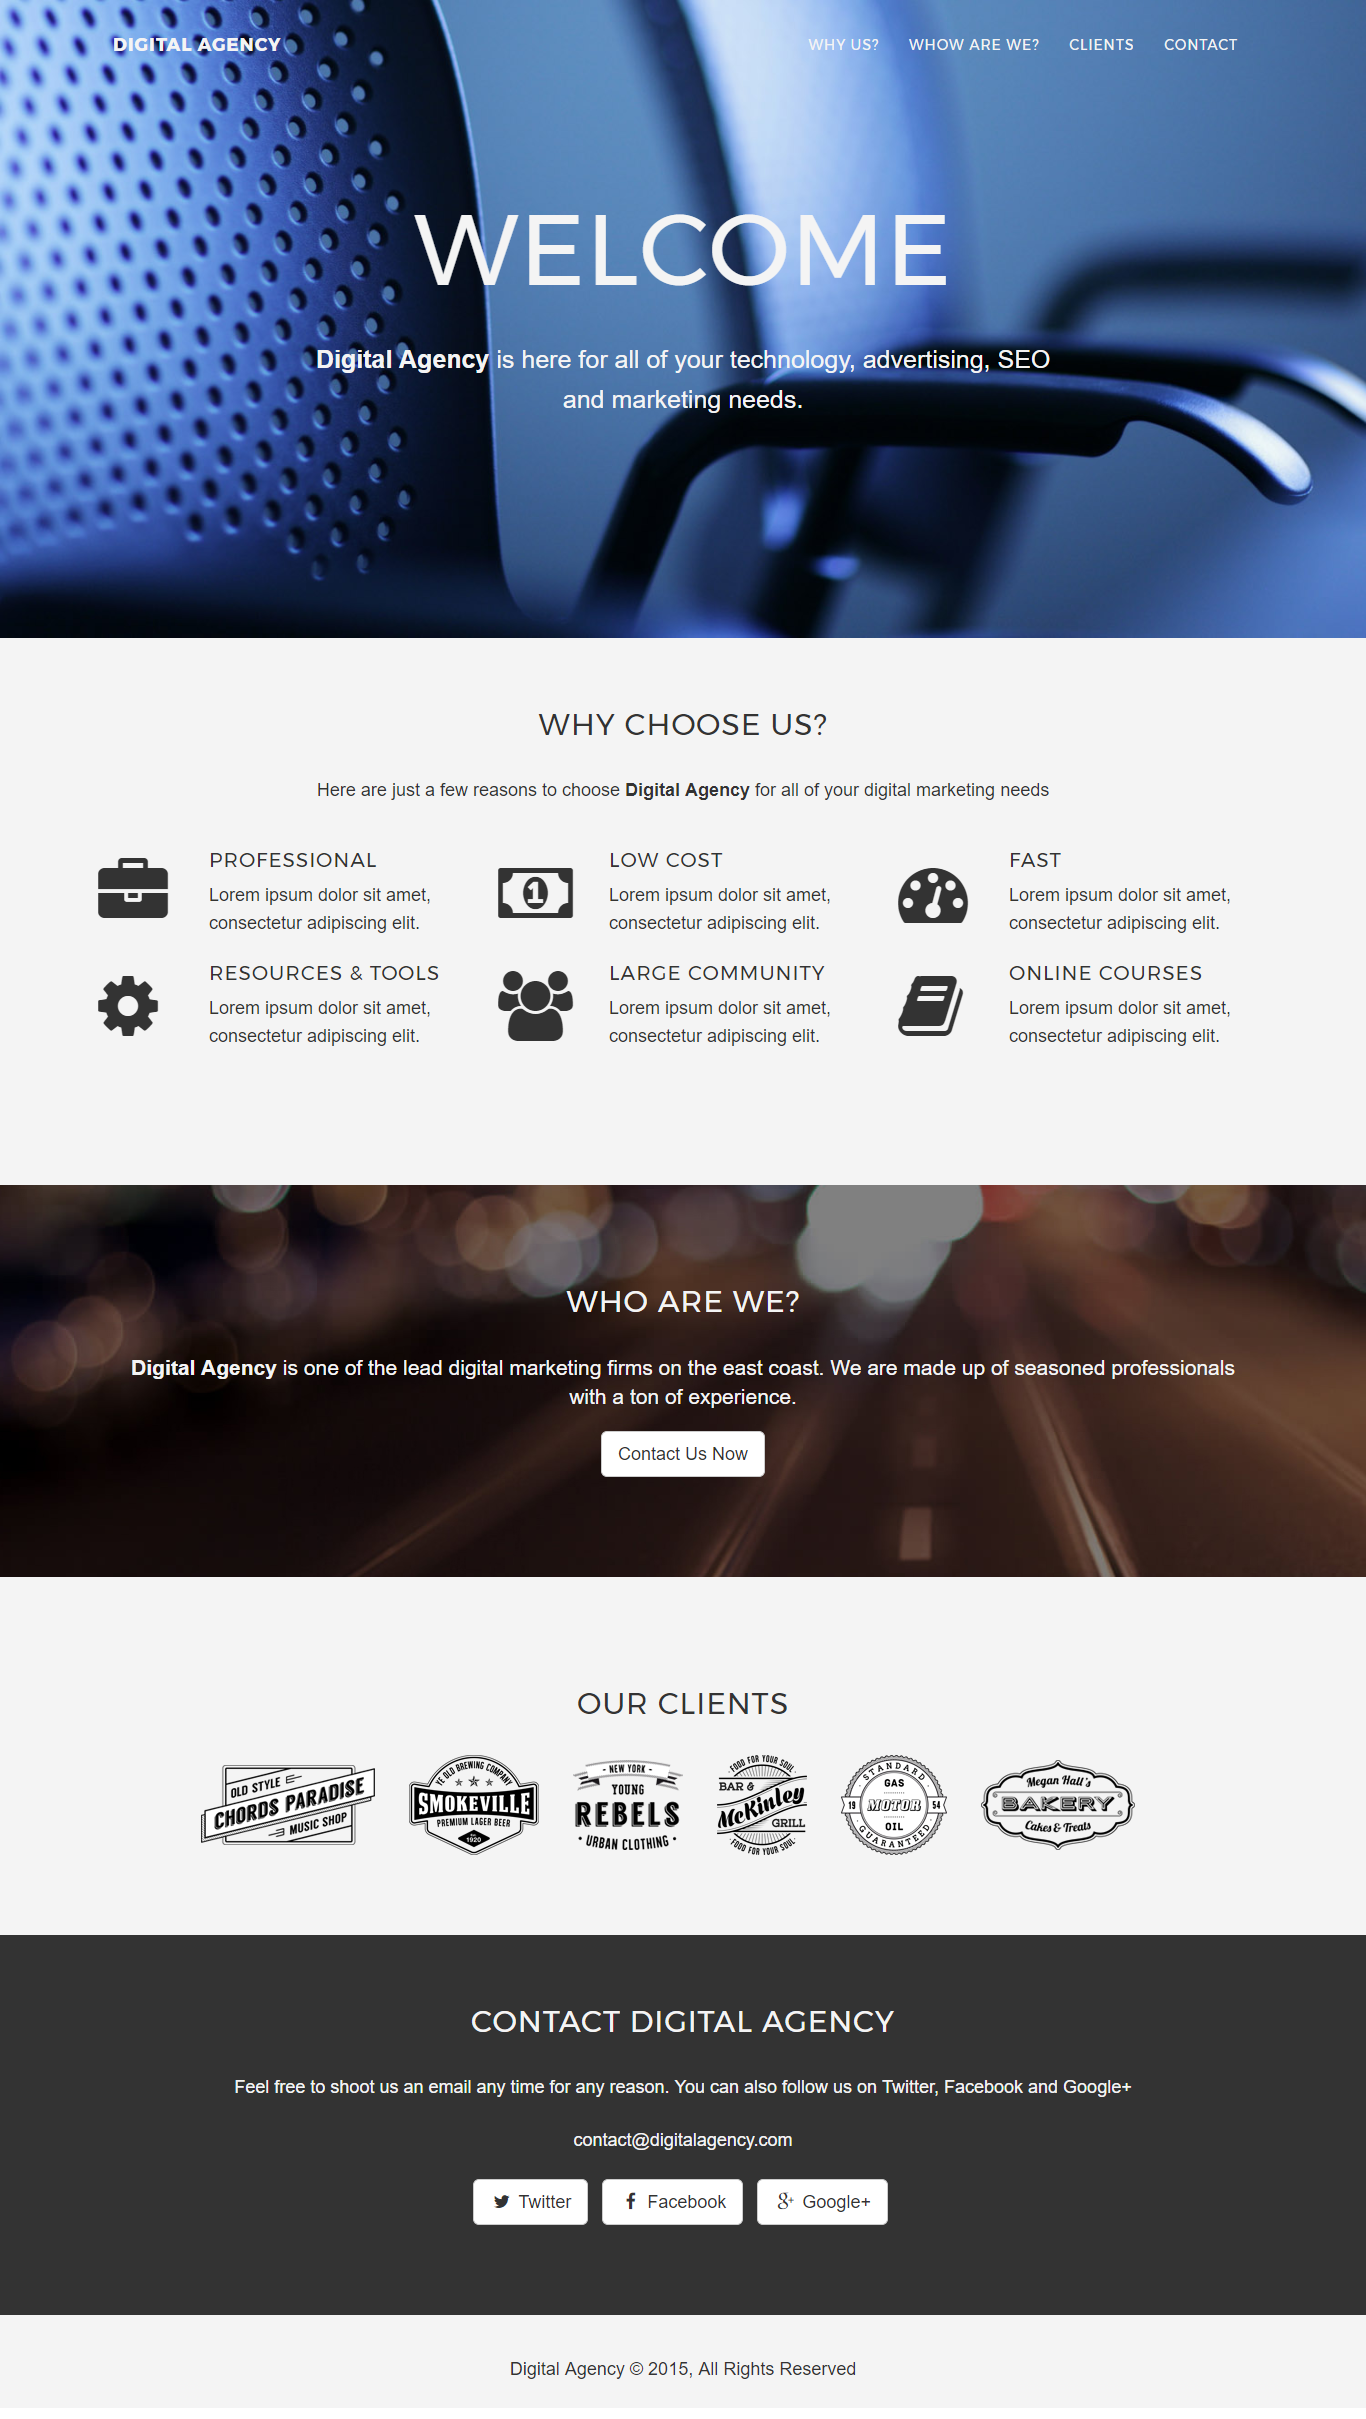 DIGITAL AGENCY
WHY US? WHOW ARE WE? CLIENTS CONTACT
WELCOME
Digital Agency is here for all of your technology, advertising, SEO
and marketing needs.
WHY CHOOSE US?
Here are just a few reasons to choose Digital Agency for all of your digital marketing needs
PROFESSIONAL
Lorem ipsum dolor sit amet,
consectetur adipiscing elit.
1
LOW COST
Lorem ipsum dolor sit amet,
consectetur adipiscing elit.
FAST
Lorem ipsum dolor sit amet,
consectetur adipiscing elit.
RESOURCES & TOOLS
Lorem ipsum dolor sit amet,
consectetur adipiscing elit.
LARGE COMMUNITY
Lorem ipsum dolor sit amet,
consectetur adipiscing elit.
ONLINE COURSES
Lorem ipsum dolor sit amet,
consectetur adipiscing elit.
WHO ARE WE?
Digital Agency is one of the lead digital marketing firms on the east coast. We are made up of seasoned professionals
with a ton of experience.
Contact Us Now
OUR CLIENTS
OLD STYLE
CHORDS PARADISE
MUSIC SHOP
YE OLD BREWING COMPANY
SMOKEVILLE
PREMIUM LAGER BEER
1920
- NEW YORK -
YOUNG
REBELS
• URBAN CLOTHING •
FOOD FOR YOUR SOUL
BAR &
McKinley
GRILL
FOOD FOR YOUR SOUL
STANDARD
GAS
19 MOTOR 54
OIL
GUARANTEED
Megan Hall's
BAKERY
Cakes & Treats
CONTACT DIGITAL AGENCY
Feel free to shoot us an email any time for any reason. You can also follow us on Twitter, Facebook and Google+
contact@digitalagency.com
Twitter
Facebook
g+ Google+
Digital Agency © 2015, All Rights Reserved